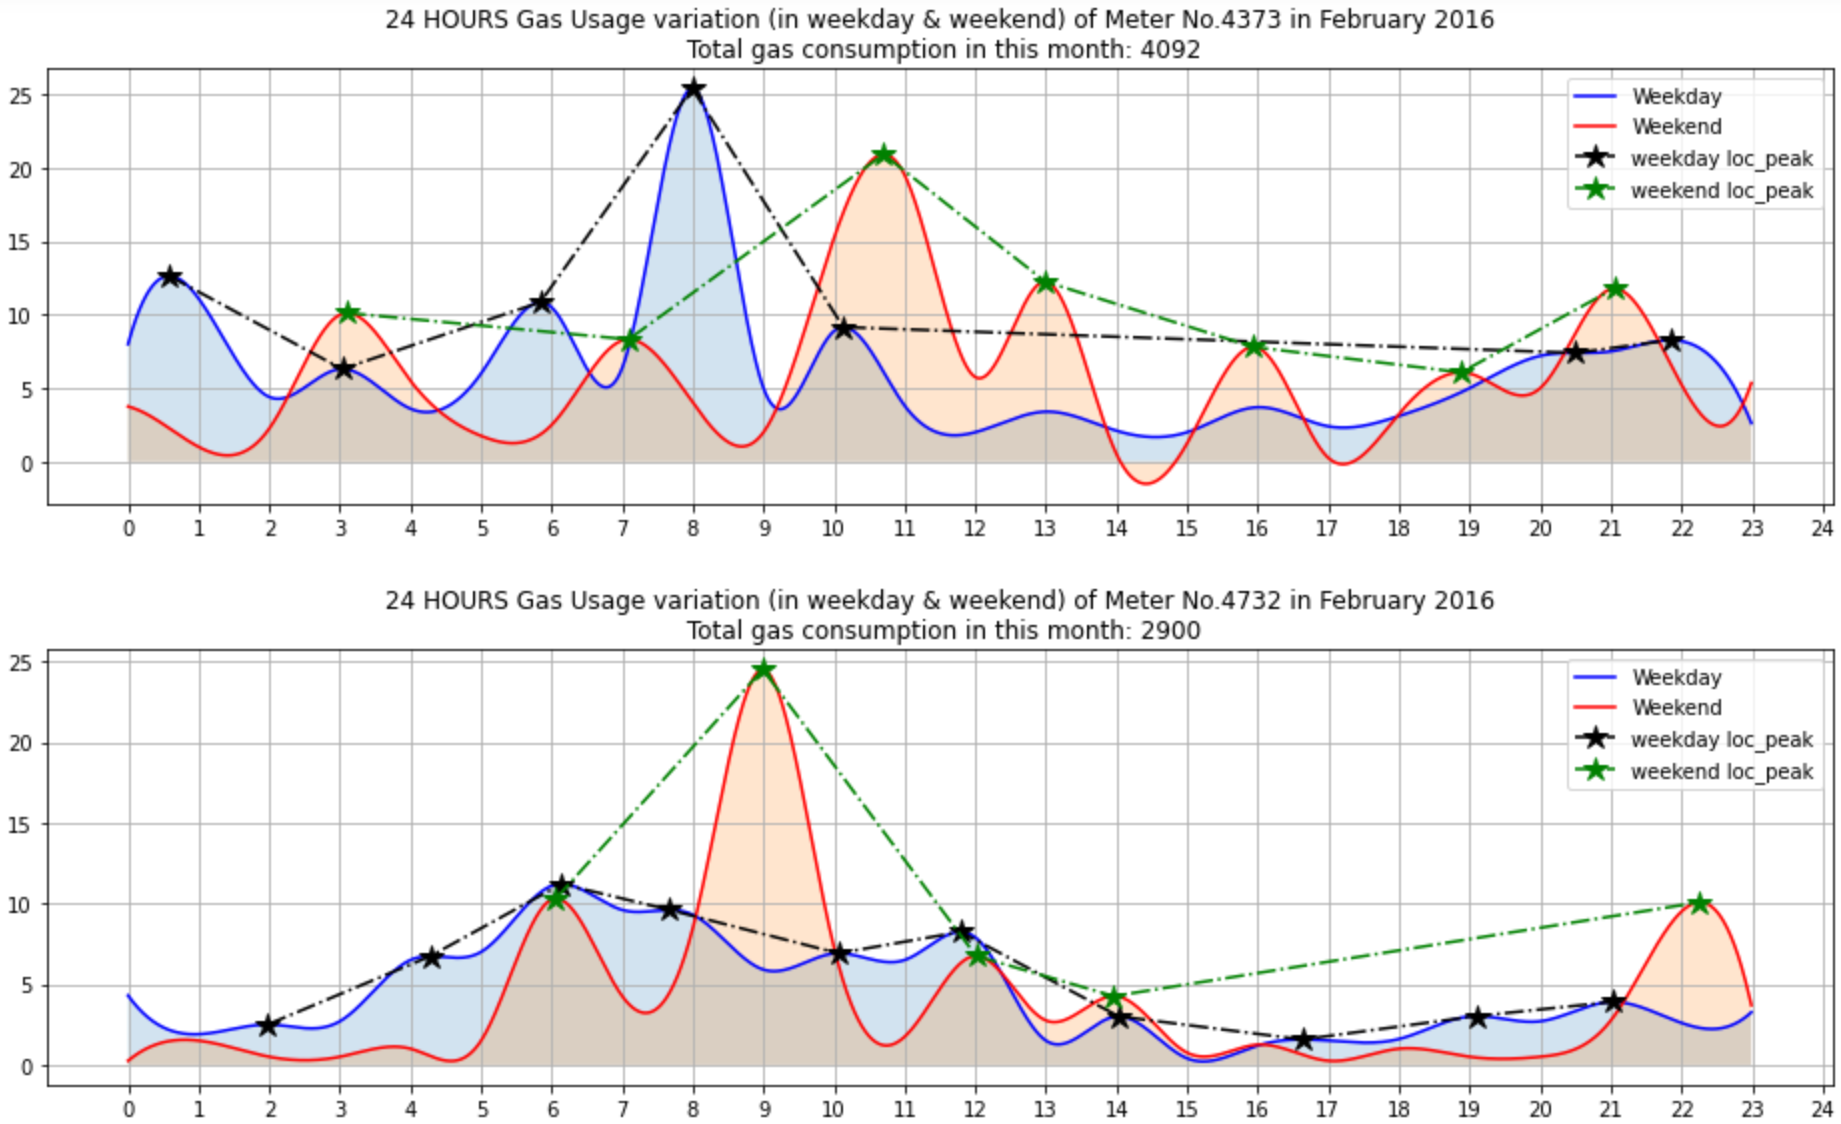 24 HOURS Gas Usage variation (in weekday & weekend) of Meter No.4373 in February 2016
Total gas consumption in this month: 4092
25
20
15
10
5
0
Weekday
Weekend
weekday loc_peak
weekend loc_peak
0 1 2 3 4 5 6 7 8 9 10 11 12 13 14 15 16 17 18 19 20 21 22 23 24
24 HOURS Gas Usage variation (in weekday & weekend) of Meter No.4732 in February 2016
Total gas consumption in this month: 2900
25
20
15
10
5
0
Weekday
Weekend
weekday loc_peak
weekend loc_peak
0 1 2 3 4 5 6 7 8 9 10 11 12 13 14 15 16 17 18 19 20 21 22 23 24